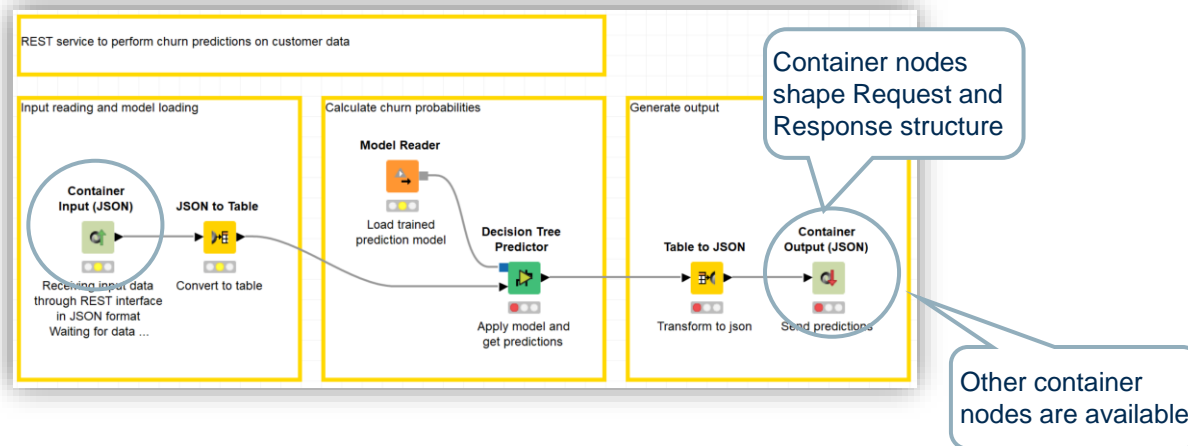 REST service to perform churn predictions on customer data
Container nodes
shape Request and
Response structure
Input reading and model loading
Container
Input (JSON)
JSON to Table
Receiving input data
through REST interface
in JSON format
Waiting for data ...
Convert to table
Calculate churn probabilities
Model Reader
Load trained
prediction model
Decision Tree
Predictor
Apply model and
get predictions
Generate output
Table to JSON
Transform to json
Container
Output (JSON)
Send predictions
Other container
nodes are available